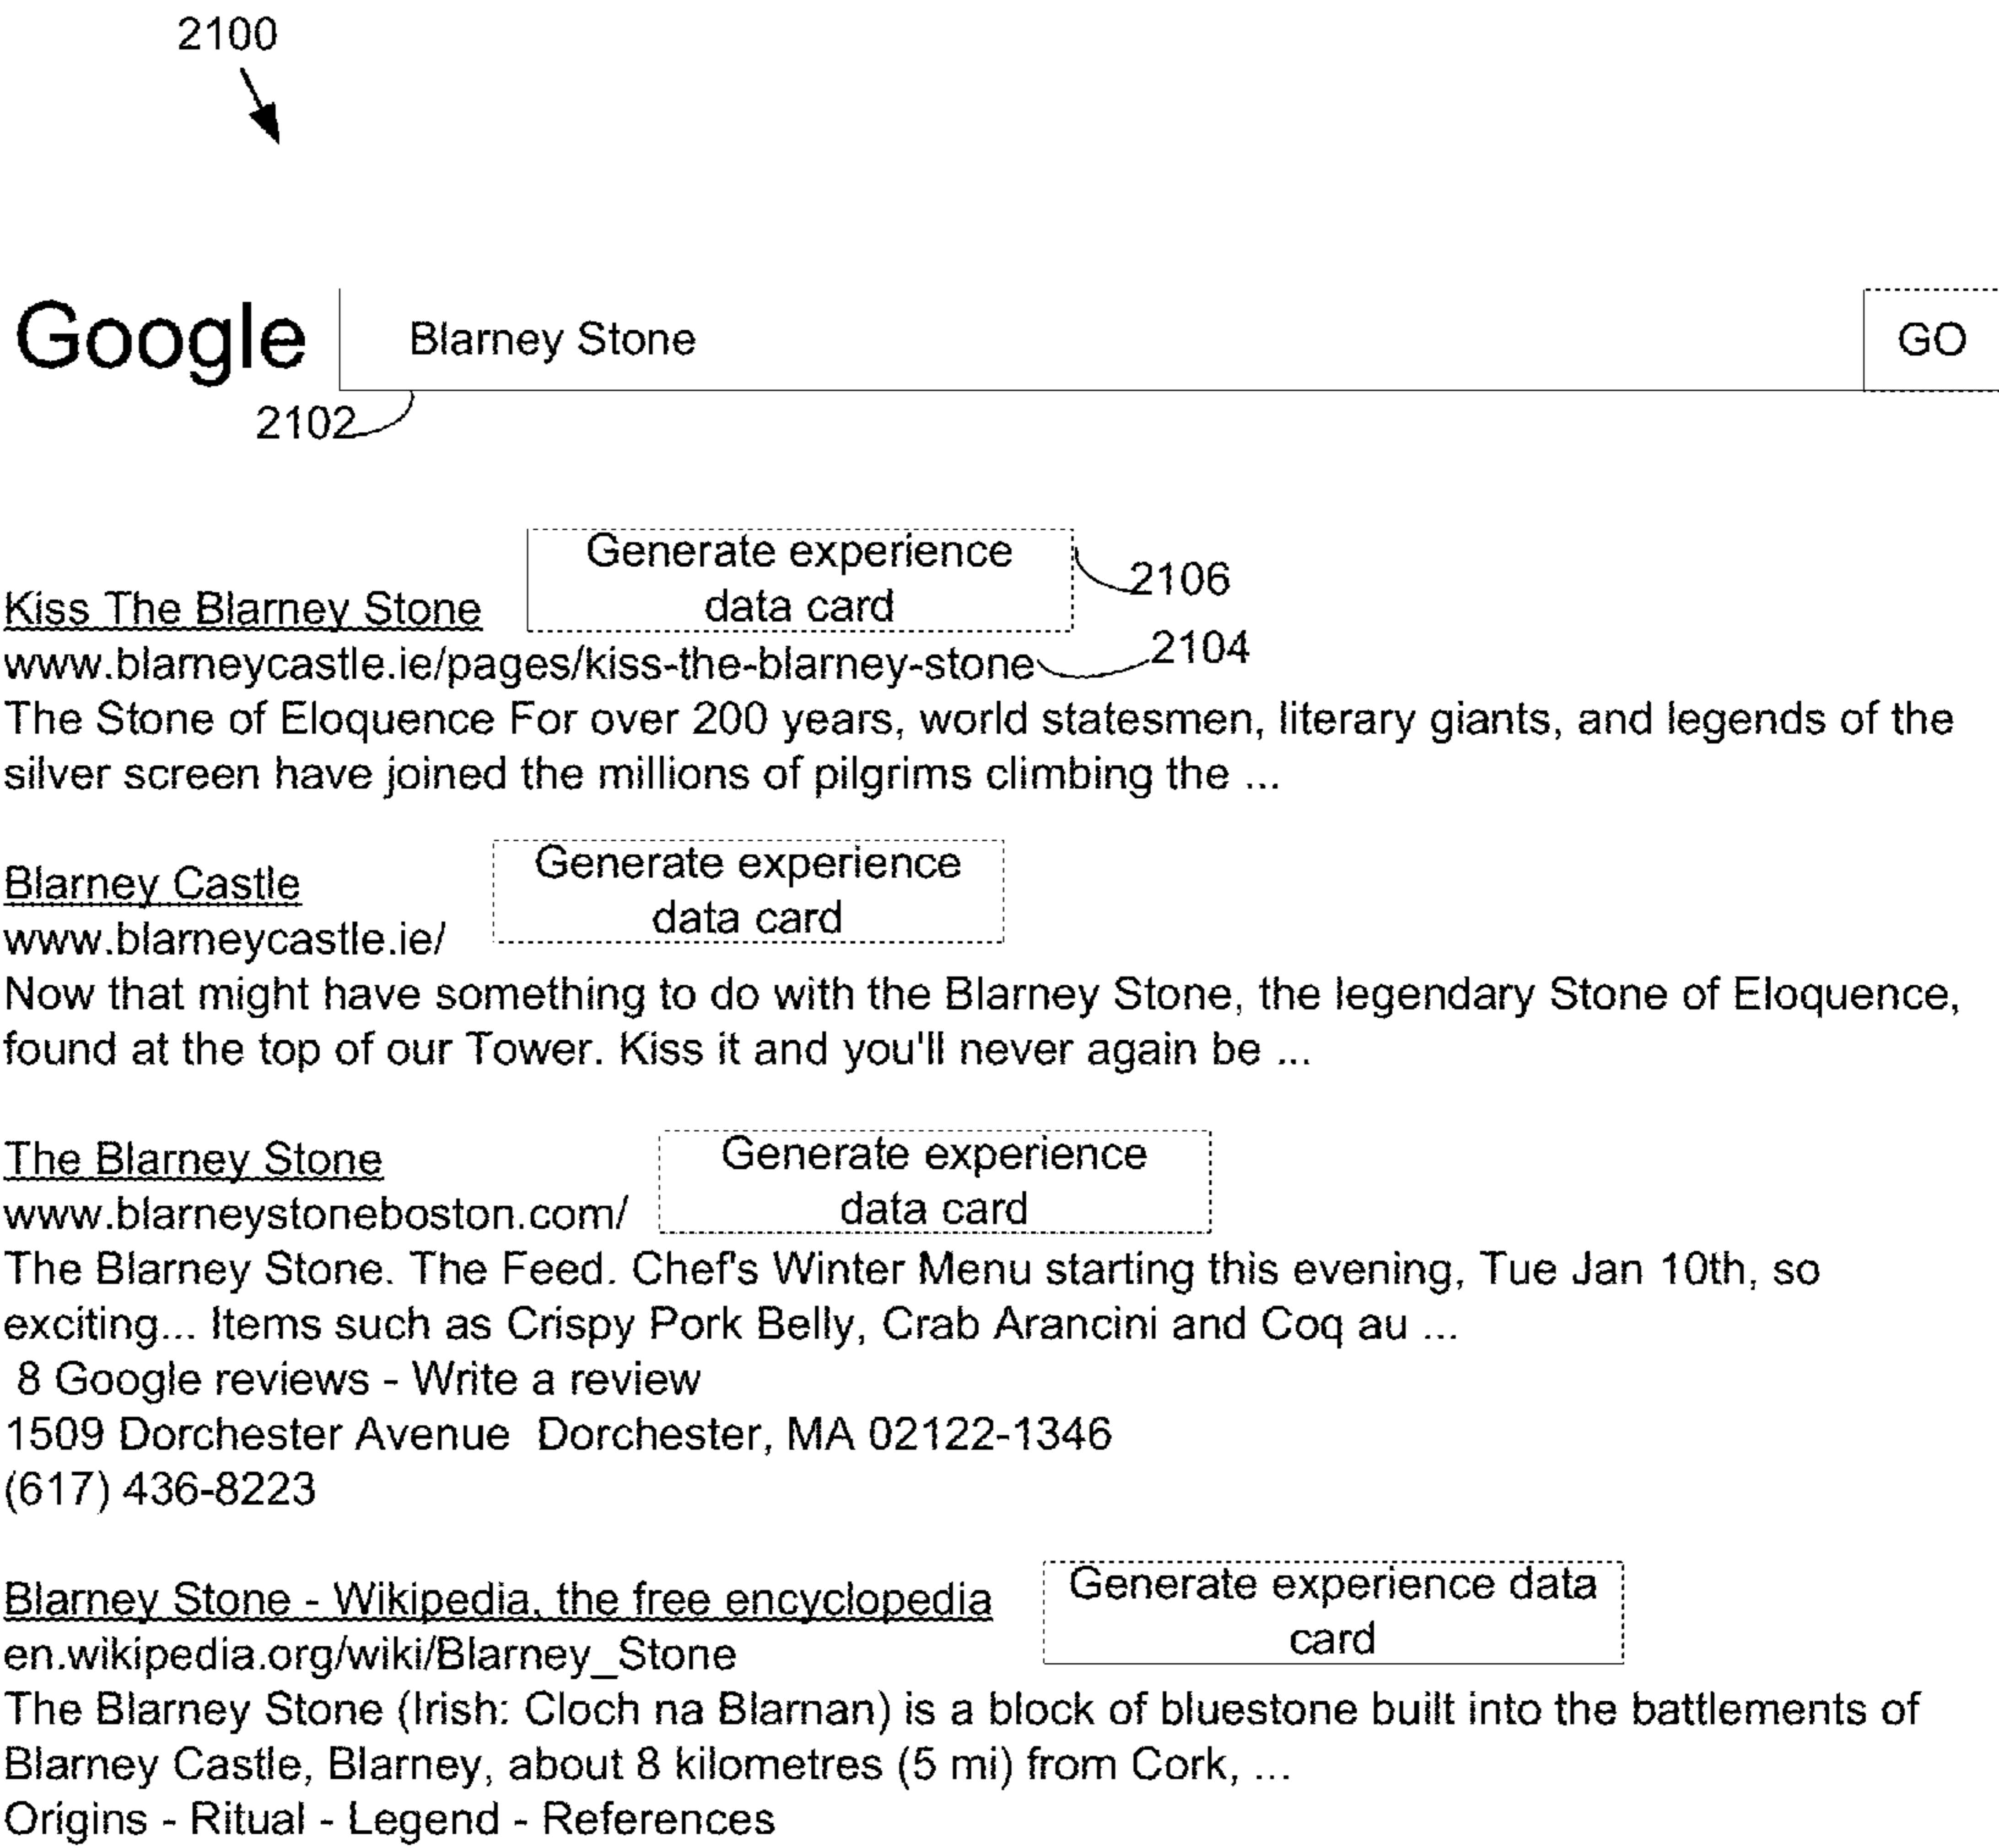 2100
Google Blarney Stone GO
2102
Generate experience
data card
2106
Kiss The Blarney Stone
www.blarneycastle.ie/pages/kiss-the-blarney-stone 2104
The Stone of Eloquence For over 200 years, world statesmen, literary giants, and legends of the
silver screen have joined the millions of pilgrims climbing the ...
Blarney Castle
Generate experience
data card
www.blarneycastle.ie/
Now that might have something to do with the Blarney Stone, the legendary Stone of Eloquence,
found at the top of our Tower. Kiss it and you'll never again be ...
The Blarney Stone
Generate experience
data card
www.blarneystoneboston.com/
The Blarney Stone. The Feed. Chef's Winter Menu starting this evening, Tue Jan 10th, so
exciting... Items such as Crispy Pork Belly, Crab Arancini and Coq au ...
8 Google reviews - Write a review
1509 Dorchester Avenue Dorchester, MA 02122-1346
(617) 436-8223
Blarney Stone - Wikipedia, the free encyclopedia
Generate experience data
card
en.wikipedia.org/wiki/Blarney_Stone
The Blarney Stone (Irish: Cloch na Blarnan) is a block of bluestone built into the battlements of
Blarney Castle, Blarney, about 8 kilometres (5 mi) from Cork, ...
Origins - Ritual - Legend - References